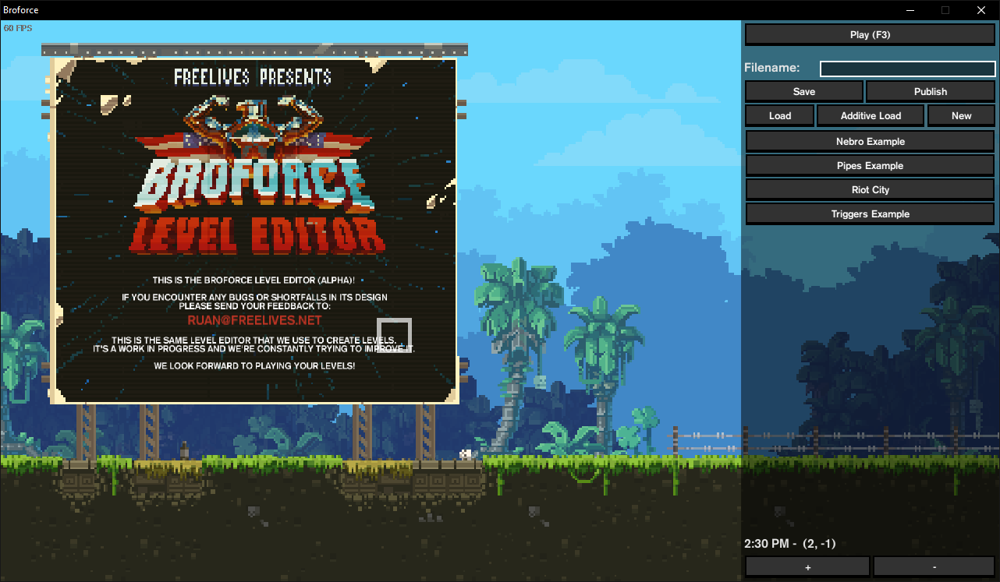 Broforce
60 FPS
FREELIVES PRESENTS
BROFORCE
LEVEL EDITOR
THIS IS THE BROFORCE LEVEL EDITOR (ALPHA)!
IF YOU ENCOUNTER ANY BUGS OR SHORTFALLS IN ITS DESIGN
PLEASE SEND YOUR FEEDBACK TO:
RUAN@FREELIVES.NET
THIS IS THE SAME LEVEL EDITOR THAT WE USE TO CREATE LEVELS.
IT'S A WORK IN PROGRESS AND WE'RE CONSTANTLY TRYING TO IMPROVE IT.
WE LOOK FORWARD TO PLAYING YOUR LEVELS!
Play (F3)
Filename:
Save Publish
Load Additive Load New
Nebro Example
Pipes Example
Riot City
Triggers Example
2:30 PM - (2, -1)
+ -